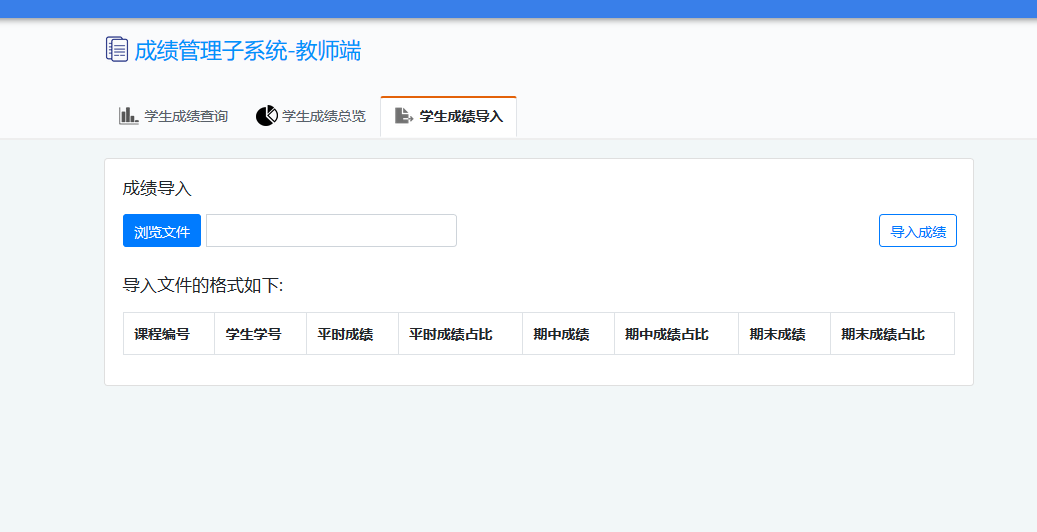 成绩管理子系统-教师端
学生成绩查询 学生成绩总览 学生成绩导入
成绩导入
浏览文件 导入成绩
导入文件的格式如下:
课程编号 学生学号 平时成绩 平时成绩占比 期中成绩 期中成绩占比 期末成绩 期末成绩占比